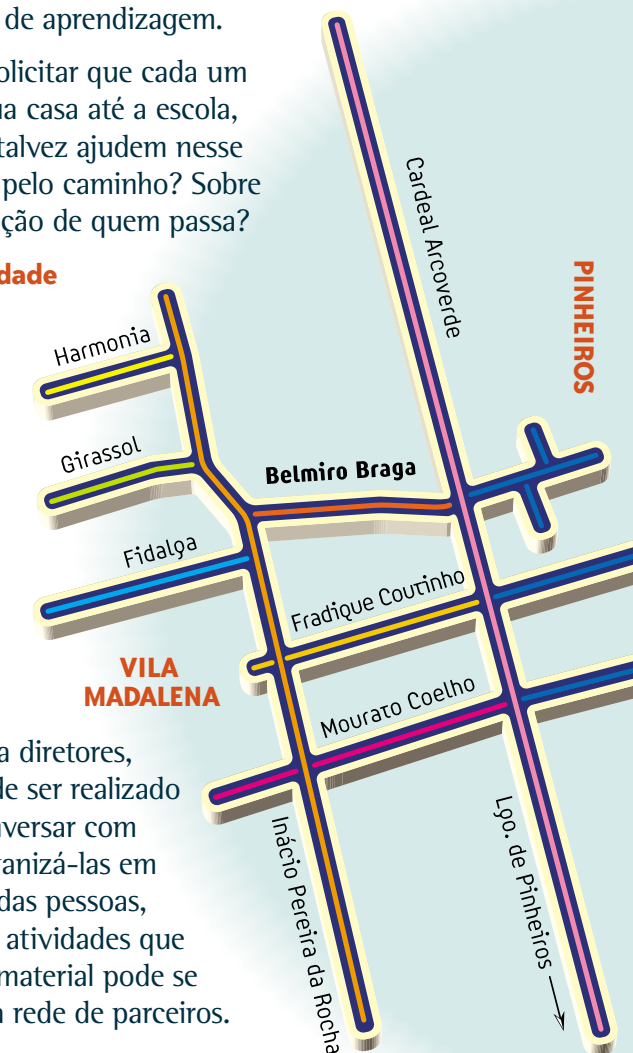 de aprendizagem.
olicitar que cada um
ua casa até a escola,
talvez ajudem nesse
pelo caminho? Sobre
ção de quem passa?
dade
Cardeal Arcoverde
PINHEIROS
Harmonia
Girassol
Belmiro Braga
Fidalga
Fradique Coutinho
VILA
MADALENA
Mourato Coelho
Inácio Pereira da Rocha
Lgo. de Pinheiros
a diretores,
de ser realizado
nversar com
ganizá-las em
das pessoas,
atividades que
material pode se
rede de parceiros.